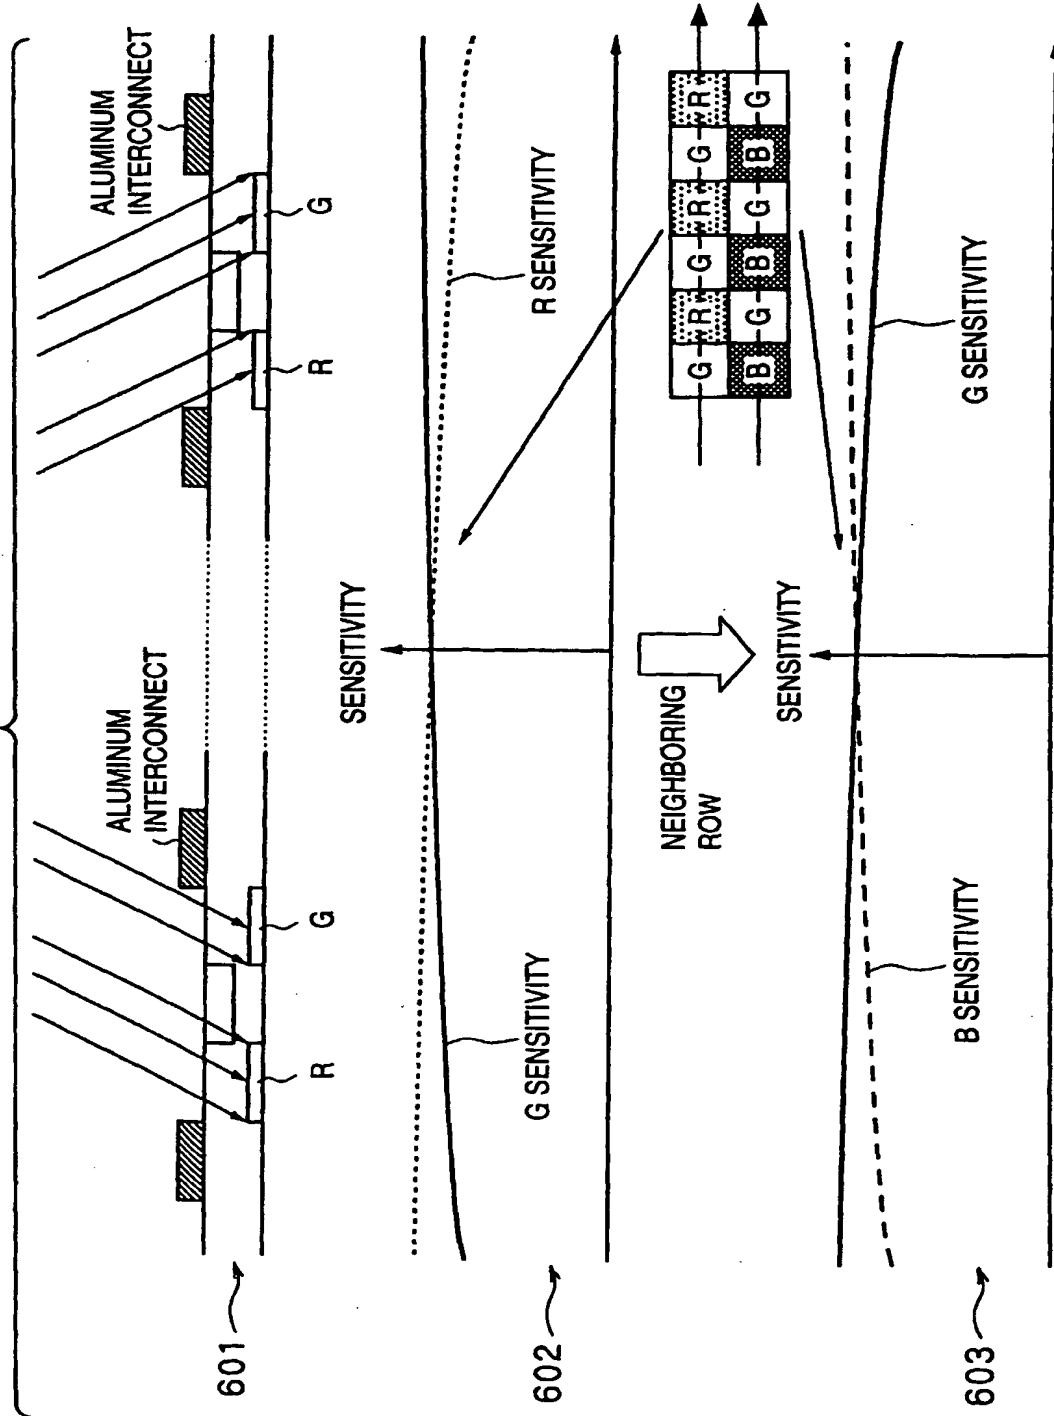 601
ALUMINUM
INTERCONNECT
ALUMINUM
INTERCONNECT
R
G
R
G
602
SENSITIVITY
G SENSITIVITY
R SENSITIVITY
NEIGHBORING
ROW
G R G R G R
B G B G B G
603
SENSITIVITY
B SENSITIVITY
G SENSITIVITY